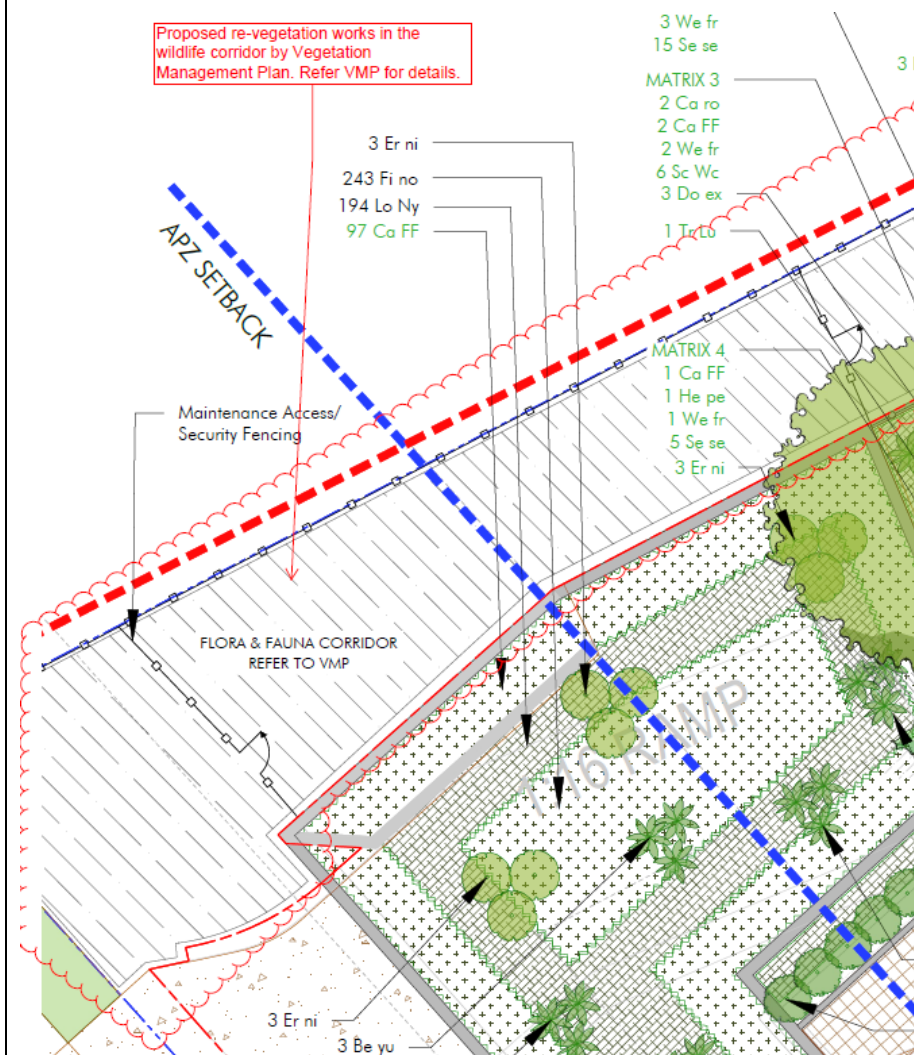 Proposed re-vegetation works in the
wildlife corridor by Vegetation
Management Plan. Refer VMP for details.
3 We fr
15 Se se
3
MATRIX 3
2 Ca ro
2 Ca FF
2 We fr
6 Sc Wc
3 Do ex
1 Tr Lu
3 Er ni
243 Fi no
194 Lo Ny
97 Ca FF
APZ SETBACK
MATRIX 4
1 Ca FF
1 He pe
1 We fr
5 Se se
3 Er ni
Maintenance Access/
Security Fencing
FLORA & FAUNA CORRIDOR
REFER TO VMP
RAMP
3 Er ni
3 Be yu